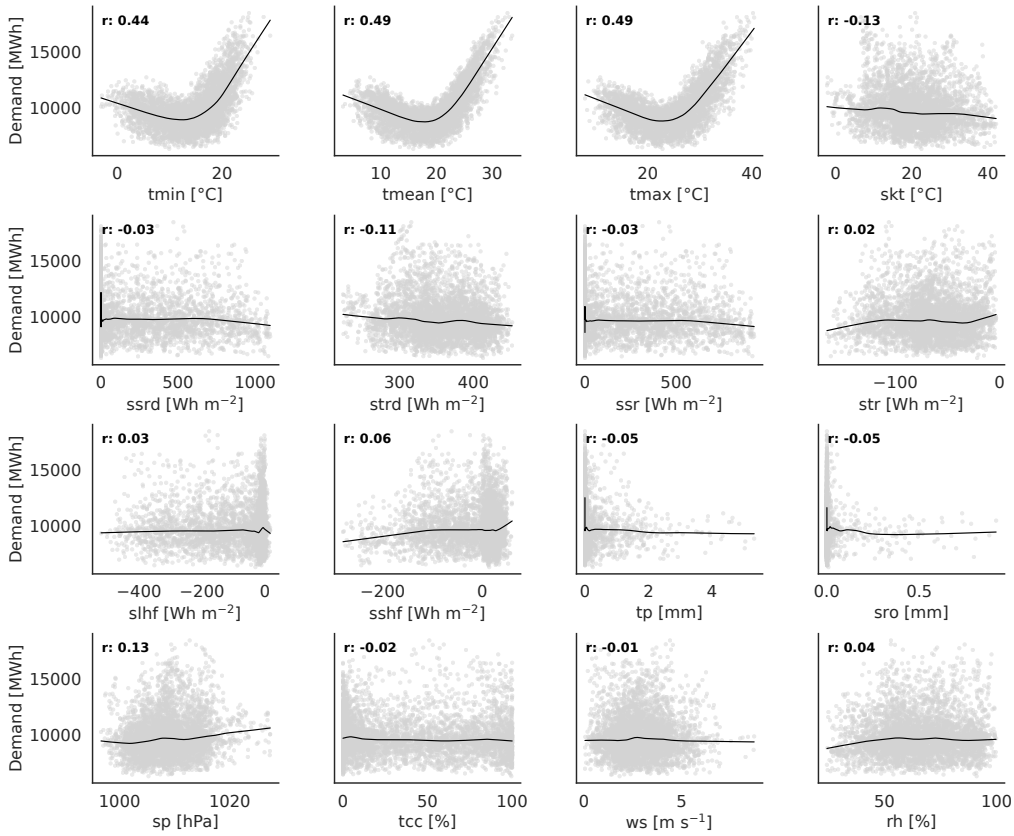 r: 0.44
r: 0.49
r: 0.49
r: -0.13
Demand [MWh]
15000
10000
0 20
10 20 30
20 40
0 20 40
tmin [°C]
tmean [°C]
tmax [°C]
skt [°C]
r: -0.03
r: -0.11
r: -0.03
r: 0.02
Demand [MWh]
15000
10000
0 500 1000
300 400
0 500
−100 0
ssrd [Wh m⁻²]
strd [Wh m⁻²]
ssr [Wh m⁻²]
str [Wh m⁻²]
r: 0.03
r: 0.06
r: -0.05
r: -0.05
Demand [MWh]
15000
10000
−400 −200 0
−200 0
0 2 4
0.0 0.5
slhf [Wh m⁻²]
sshf [Wh m⁻²]
tp [mm]
sro [mm]
r: 0.13
r: -0.02
r: -0.01
r: 0.04
Demand [MWh]
15000
10000
1000 1020
0 50 100
0 5
50 100
sp [hPa]
tcc [%]
ws [m s⁻¹]
rh [%]